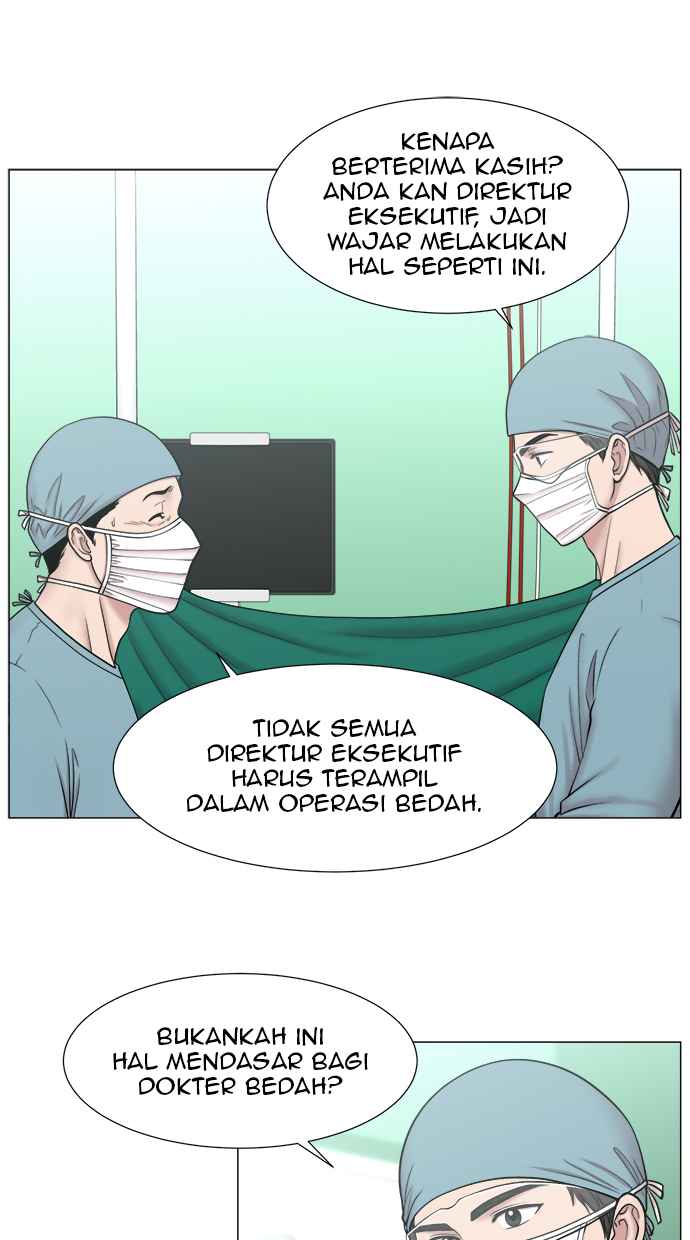 KENAPA
BERTERIMA KASIH?
ANDA KAN DIREKTUR
EKSEKUTIF, JADI
WAJAR MELAKUKAN
HAL SEPERTI INI.
TIDAK SEMUA
DIREKTUR EKSEKUTIF
HARUS TERAMPIL
DALAM OPERASI BEDAH.
BUKANKAH INI
HAL MENDASAR BAGI
DOKTER BEDAH?